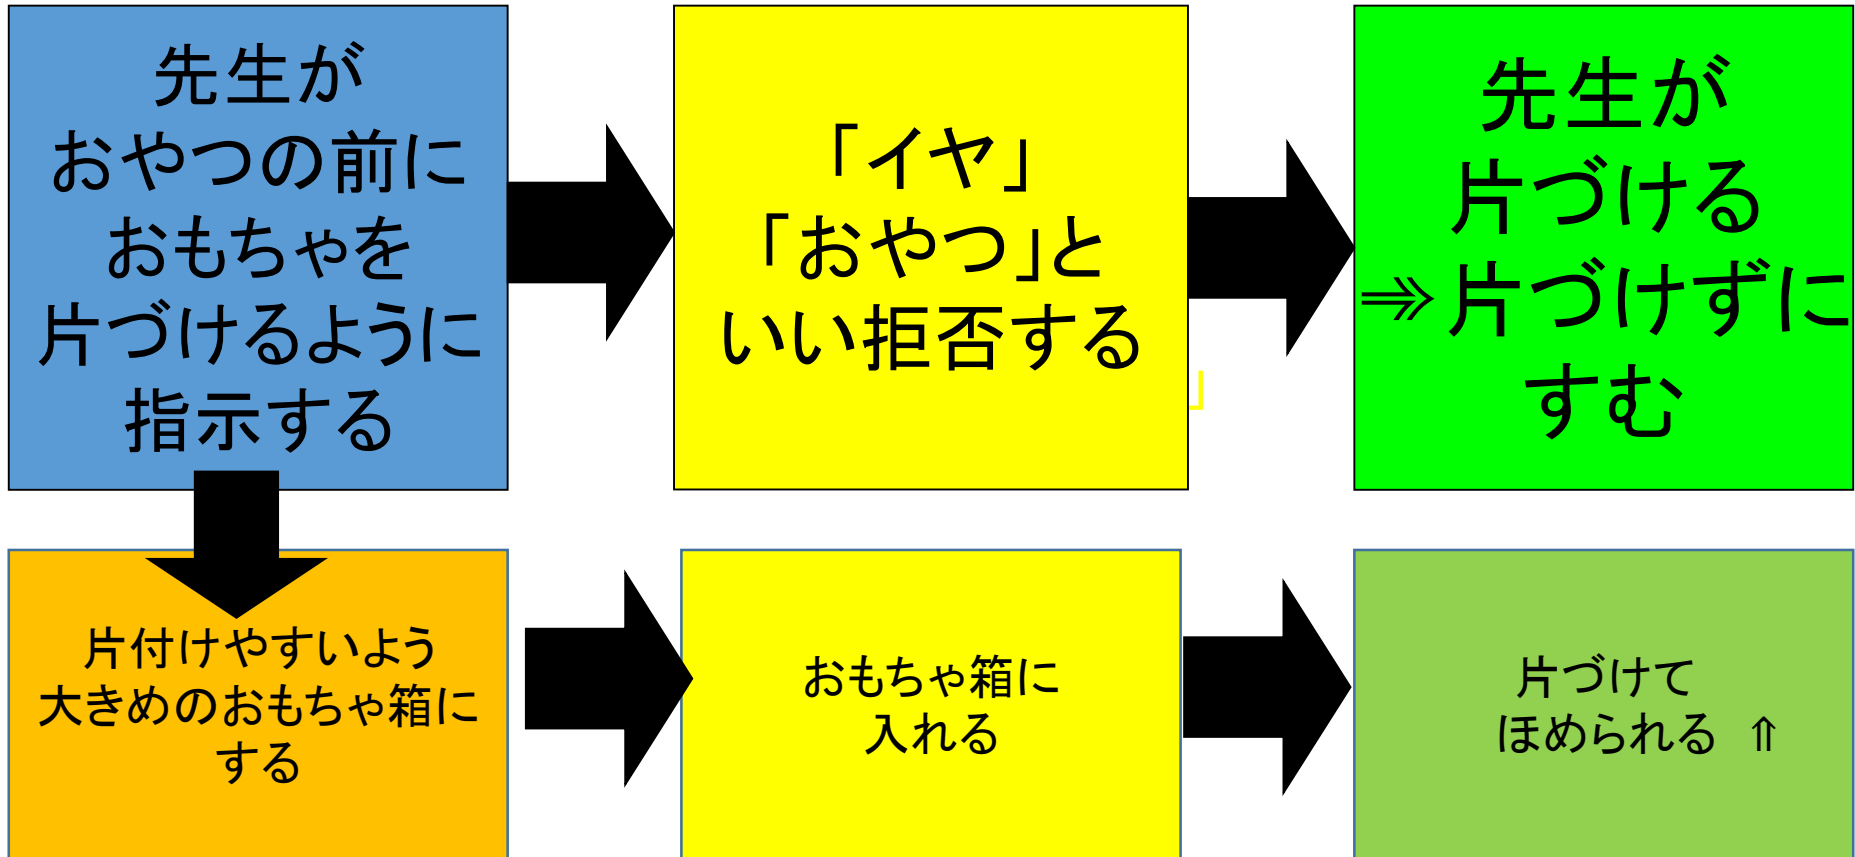 先生が
おやつの前に
おもちゃを
片づけるように
指示する
「イヤ」
「おやつ」と
いい拒否する
」
先生が
片づける
⇒片づけずに
すむ
片付けやすいよう
大きめのおもちゃ箱に
する
おもちゃ箱に
入れる
片づけて
ほめられる ⇑